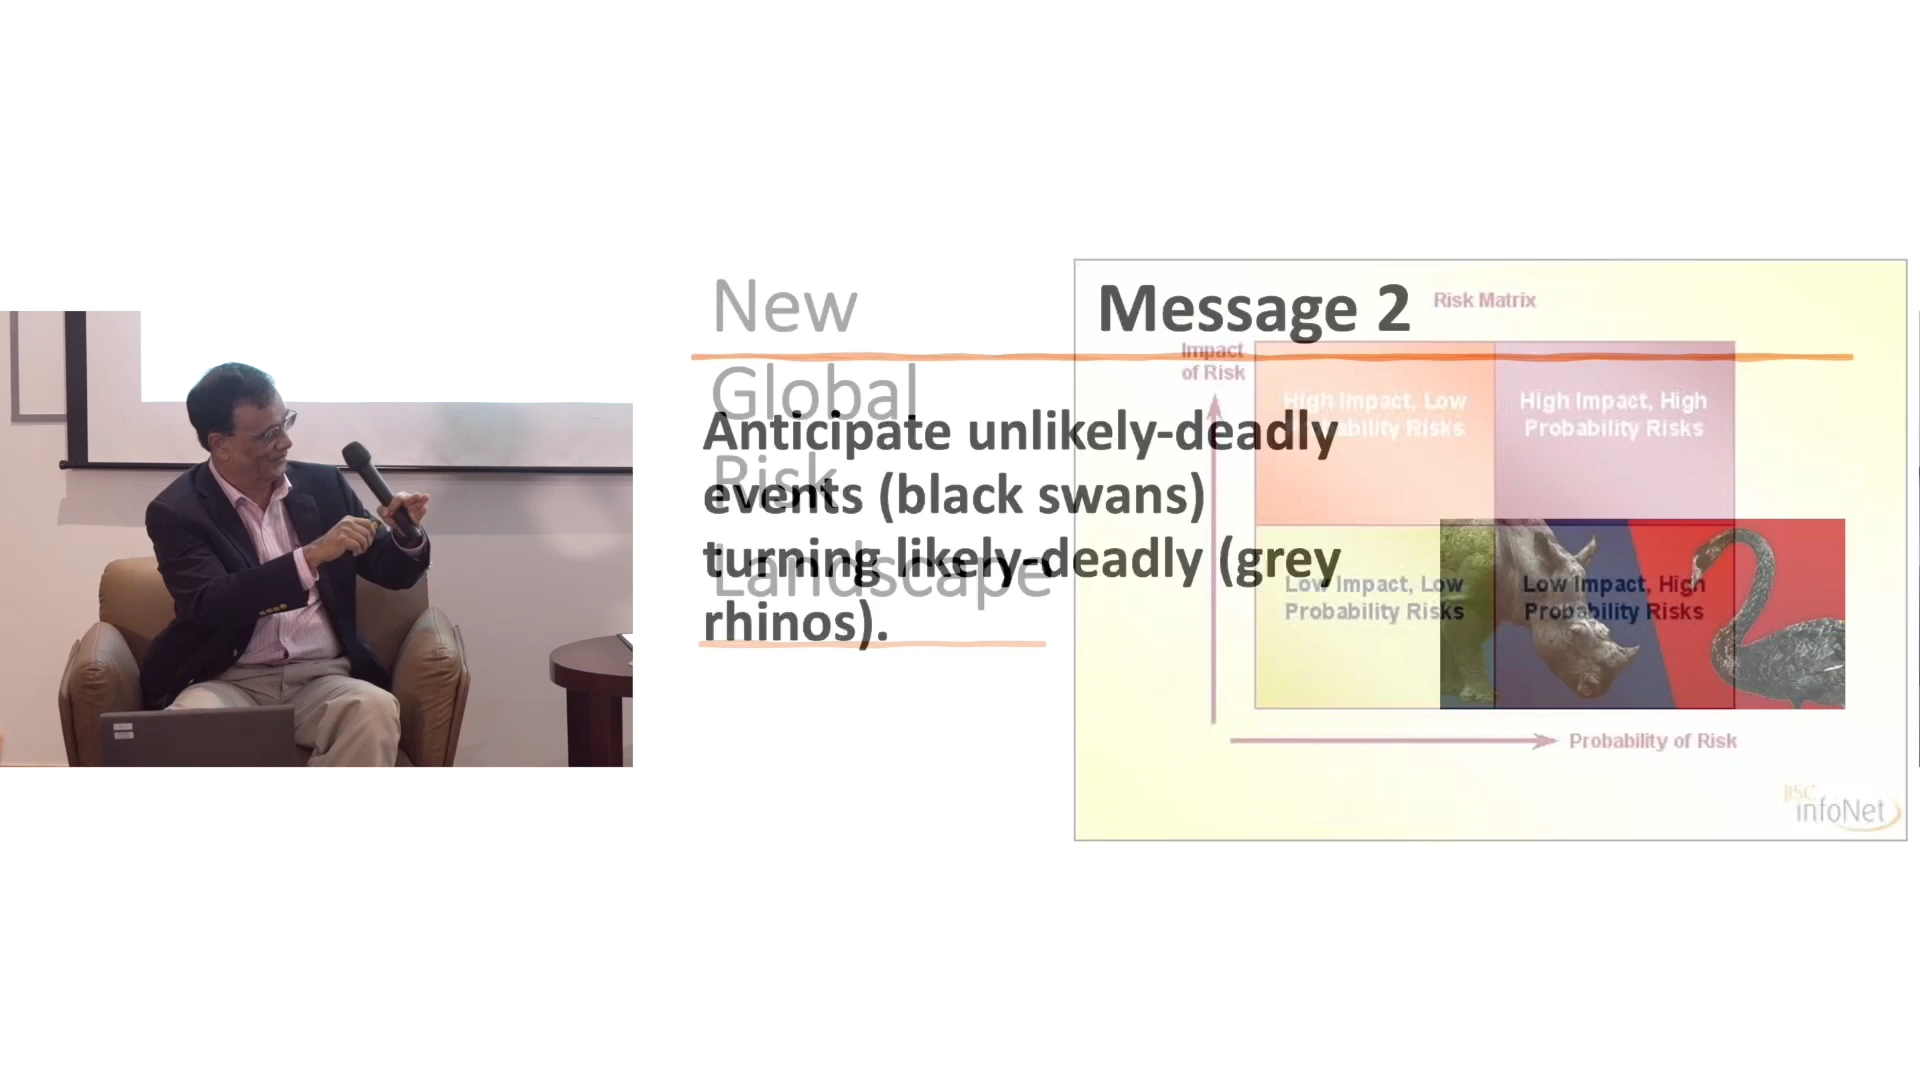 New
Global
Risk
Landscape
Message 2
Anticipate unlikely-deadly
events (black swans)
turning likely-deadly (grey
rhinos).
Risk Matrix
Impact
of Risk
High Impact, Low
Probability Risks
High Impact, High
Probability Risks
Low Impact, Low
Probability Risks
Low Impact, High
Probability Risks
Probability of Risk
JISC
infoNet